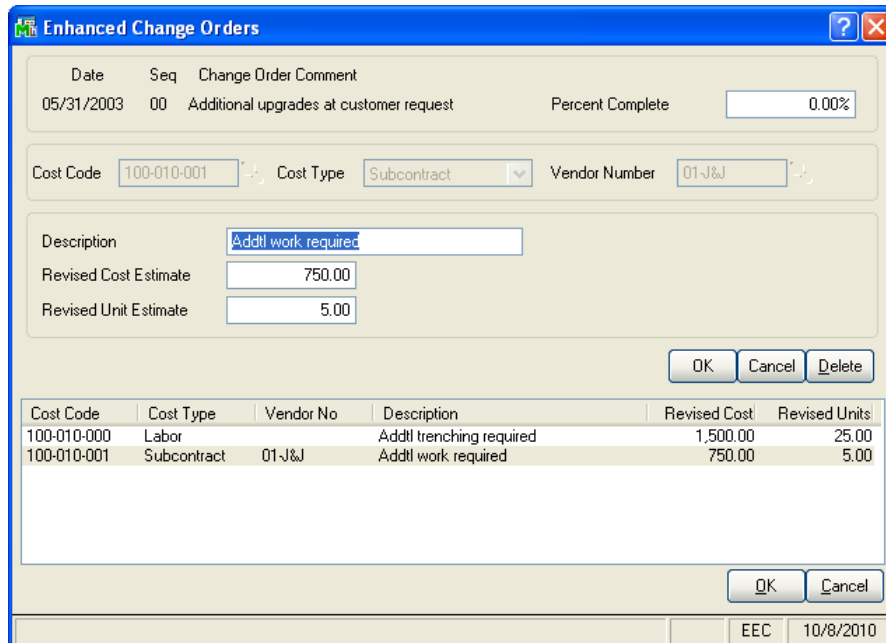 Enhanced Change Orders
Date Seq Change Order Comment
05/31/2003 00 Additional upgrades at customer request Percent Complete 0.00%
Cost Code 100-010-001 Cost Type Subcontract Vendor Number 01-J&J
Description Addtl work required
Revised Cost Estimate 750.00
Revised Unit Estimate 5.00
OK Cancel Delete
Cost Code Cost Type Vendor No Description Revised Cost Revised Units
100-010-000 Labor Addtl trenching required 1,500.00 25.00
100-010-001 Subcontract 01-J&J Addtl work required 750.00 5.00
OK Cancel
EEC 10/8/2010